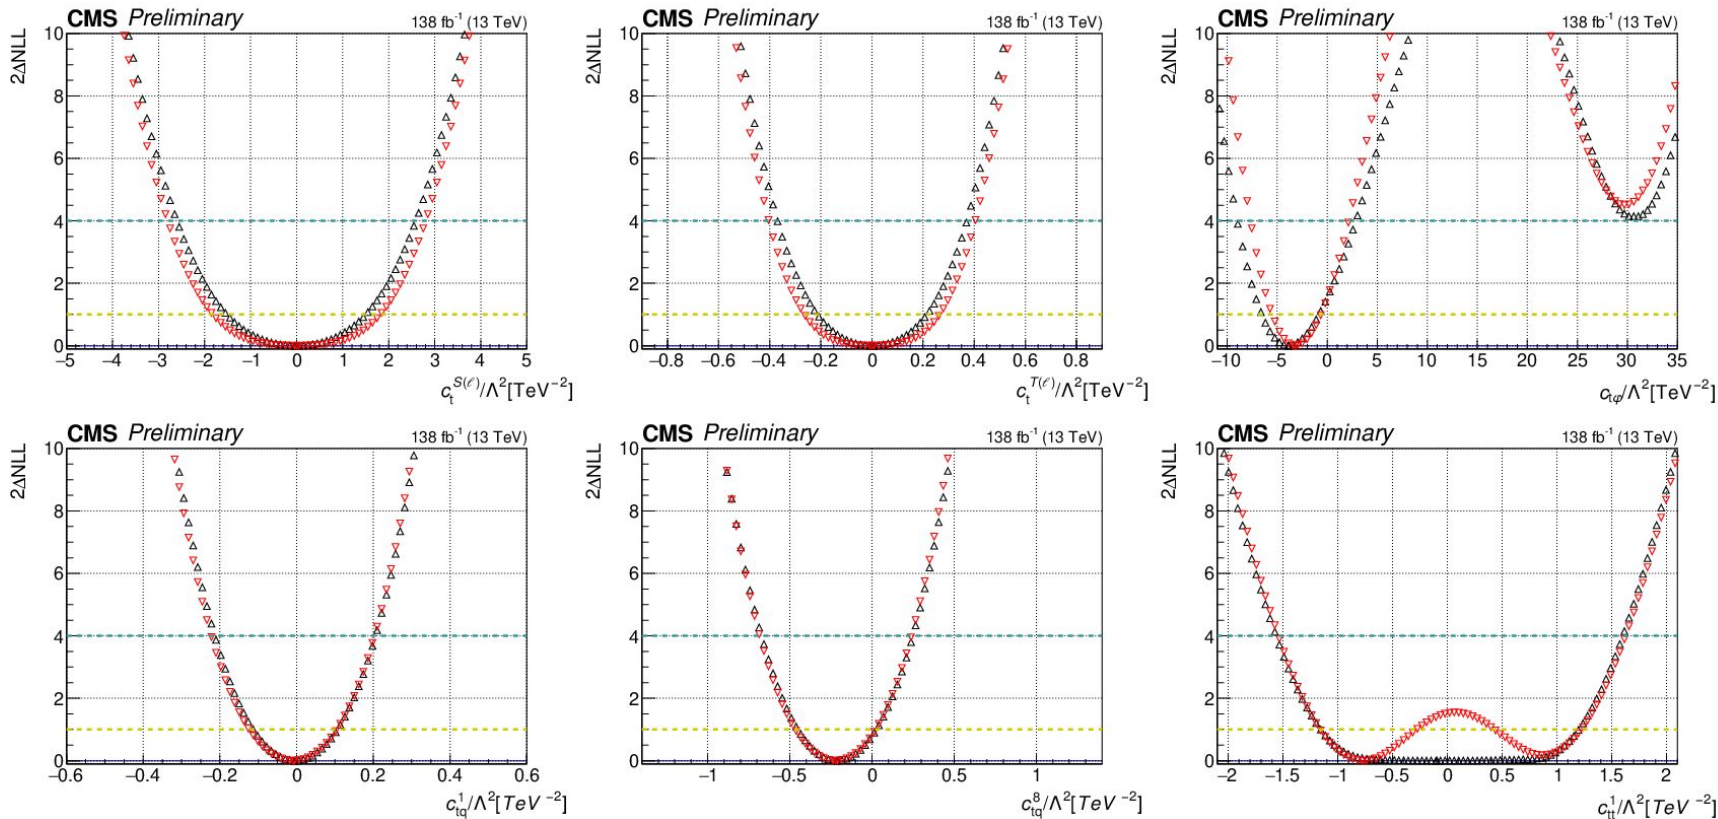 CMS Preliminary 138 fb⁻¹ (13 TeV)
2ΔNLL
10
8
6
4
2
0
−5 −4 −3 −2 −1 0 1 2 3 4 5
c_t^{S(ℓ)}/Λ²[TeV⁻²]
CMS Preliminary 138 fb⁻¹ (13 TeV)
2ΔNLL
10
8
6
4
2
0
−0.8 −0.6 −0.4 −0.2 0 0.2 0.4 0.6 0.8
c_t^{T(ℓ)}/Λ²[TeV⁻²]
CMS Preliminary 138 fb⁻¹ (13 TeV)
2ΔNLL
10
8
6
4
2
0
−10 −5 0 5 10 15 20 25 30 35
c_{tφ}/Λ²[TeV⁻²]
CMS Preliminary 138 fb⁻¹ (13 TeV)
2ΔNLL
10
8
6
4
2
0
−0.6 −0.4 −0.2 0 0.2 0.4 0.6
c_{tq}^1/Λ²[TeV⁻²]
CMS Preliminary 138 fb⁻¹ (13 TeV)
2ΔNLL
10
8
6
4
2
0
−1 −0.5 0 0.5 1
c_{tq}^8/Λ²[TeV⁻²]
CMS Preliminary 138 fb⁻¹ (13 TeV)
2ΔNLL
10
8
6
4
2
0
−2 −1.5 −1 −0.5 0 0.5 1 1.5 2
c_{tt}^1/Λ²[TeV⁻²]